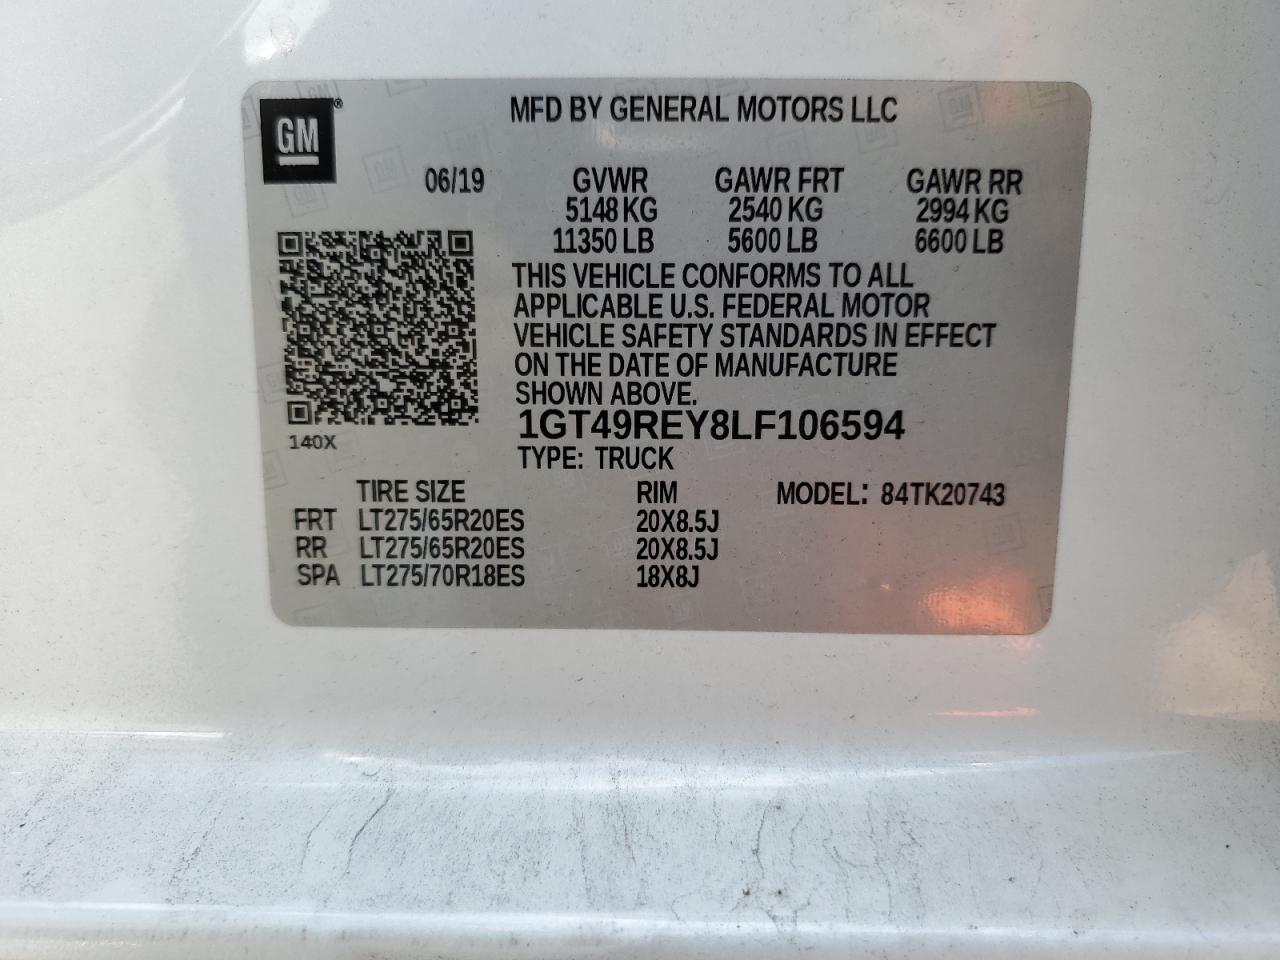 GM®
MFD BY GENERAL MOTORS LLC
06/19 GVWR GAWR FRT GAWR RR
5148 KG 2540 KG 2994 KG
11350 LB 5600 LB 6600 LB
THIS VEHICLE CONFORMS TO ALL
APPLICABLE U.S. FEDERAL MOTOR
VEHICLE SAFETY STANDARDS IN EFFECT
ON THE DATE OF MANUFACTURE
SHOWN ABOVE.
1GT49REY8LF106594
140X
TYPE: TRUCK
TIRE SIZE RIM MODEL: 84TK20743
FRT LT275/65R20ES 20X8.5J
RR LT275/65R20ES 20X8.5J
SPA LT275/70R18ES 18X8J